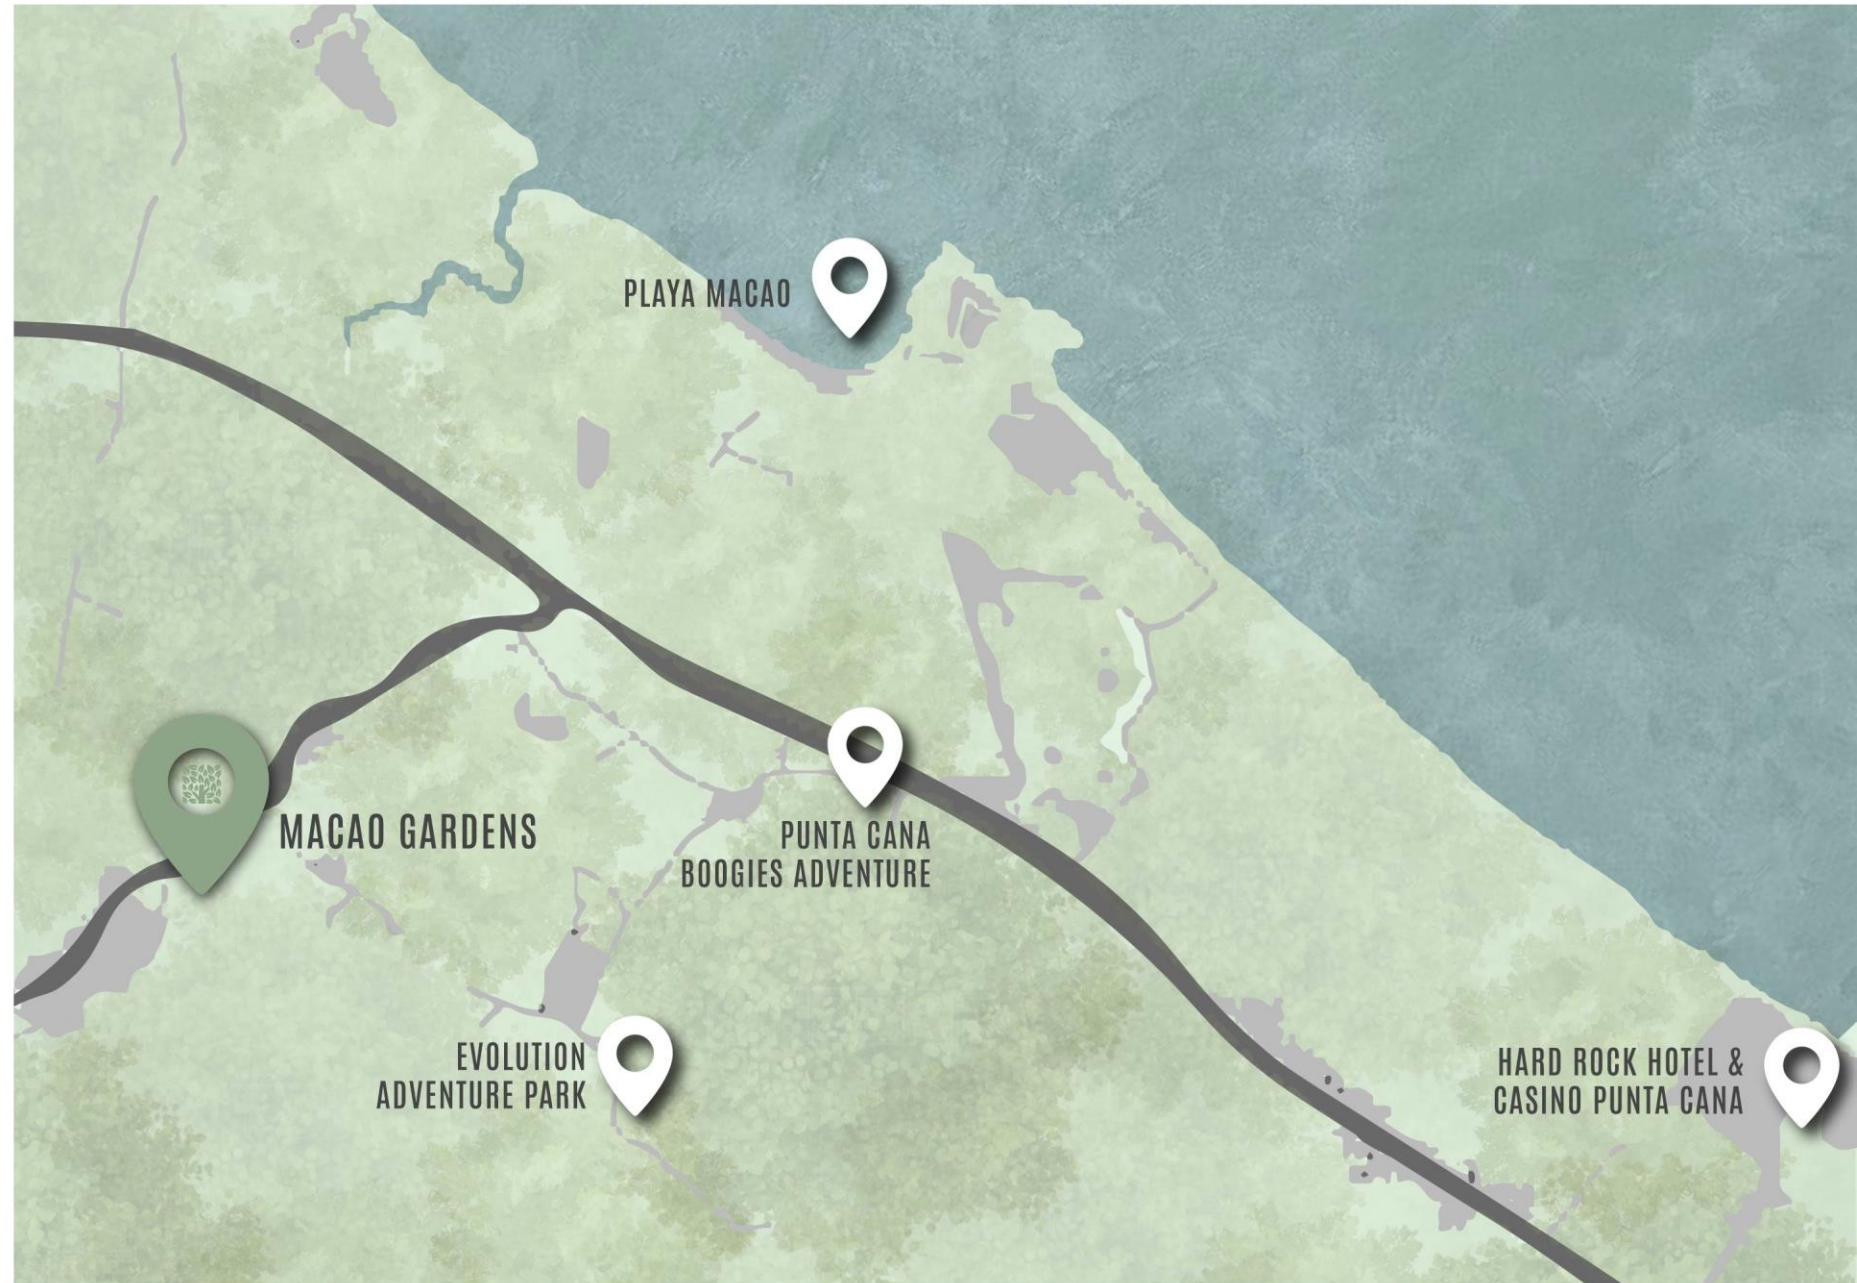 PLAYA MACAO
MACAO GARDENS
PUNTA CANA
BOOGIES ADVENTURE
EVOLUTION
ADVENTURE PARK
HARD ROCK HOTEL &
CASINO PUNTA CANA